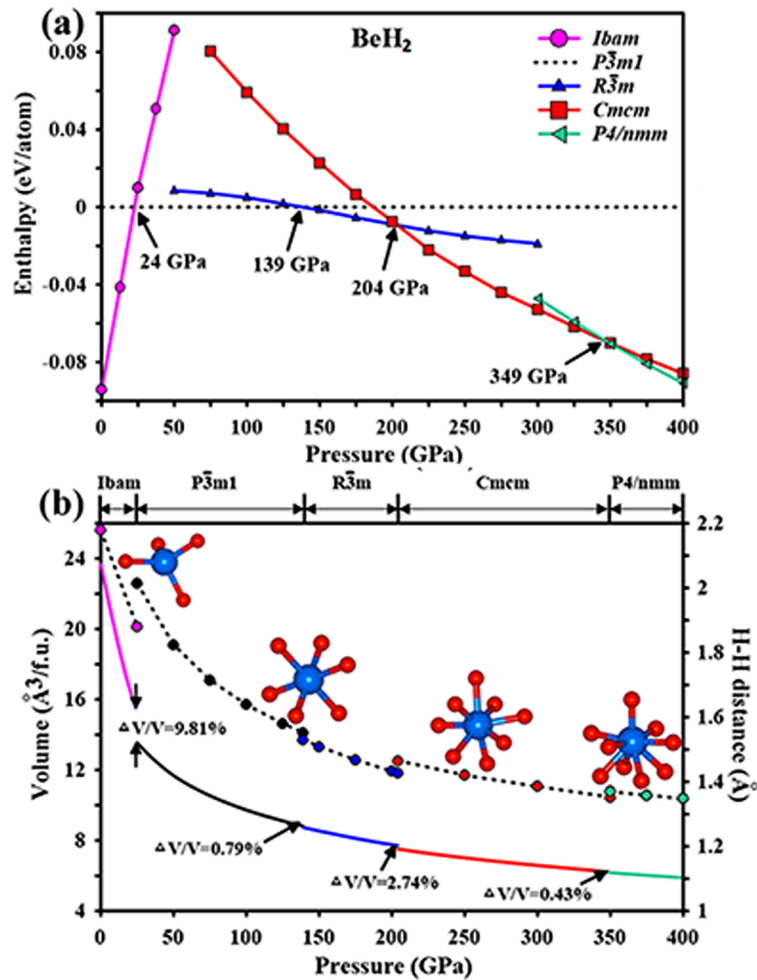 (a)
BeH2
Ibam
P3̄m1
R3̄m
Cmcm
P4/nmm
Enthalpy (eV/atom)
0.08
0.04
0
-0.04
-0.08
24 GPa
139 GPa
204 GPa
349 GPa
0 50 100 150 200 250 300 350 400
Pressure (GPa)
(b)
Ibam P3̄m1 R3̄m Cmcm P4/nmm
Volume (Å3/f.u.)
24
20
16
12
8
4
H-H distance (Å)
2.2
2
1.8
1.6
1.4
1.2
1
△V/V=9.81%
△V/V=0.79%
△V/V=2.74%
△V/V=0.43%
0 50 100 150 200 250 300 350 400
Pressure (GPa)